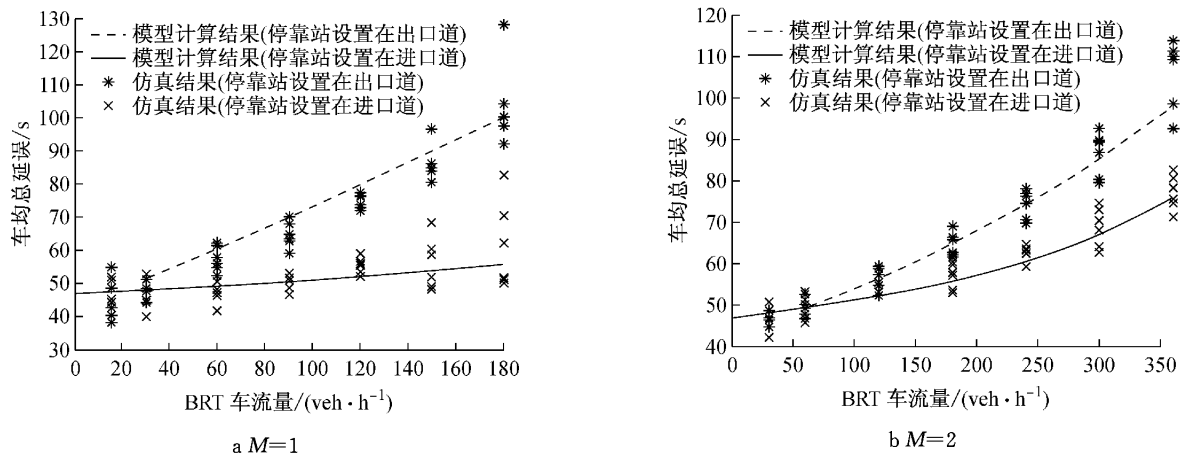 130
120
110
100
90
80
70
60
50
40
30
车均总延误/s
模型计算结果(停靠站设置在出口道)
模型计算结果(停靠站设置在进口道)
仿真结果(停靠站设置在出口道)
仿真结果(停靠站设置在进口道)
0 20 40 60 80 100 120 140 160 180
BRT 车流量/(veh·h⁻¹)
a M=1
120
110
100
90
80
70
60
50
40
车均总延误/s
模型计算结果(停靠站设置在出口道)
模型计算结果(停靠站设置在进口道)
仿真结果(停靠站设置在出口道)
仿真结果(停靠站设置在进口道)
0 50 100 150 200 250 300 350
BRT 车流量/(veh·h⁻¹)
b M=2